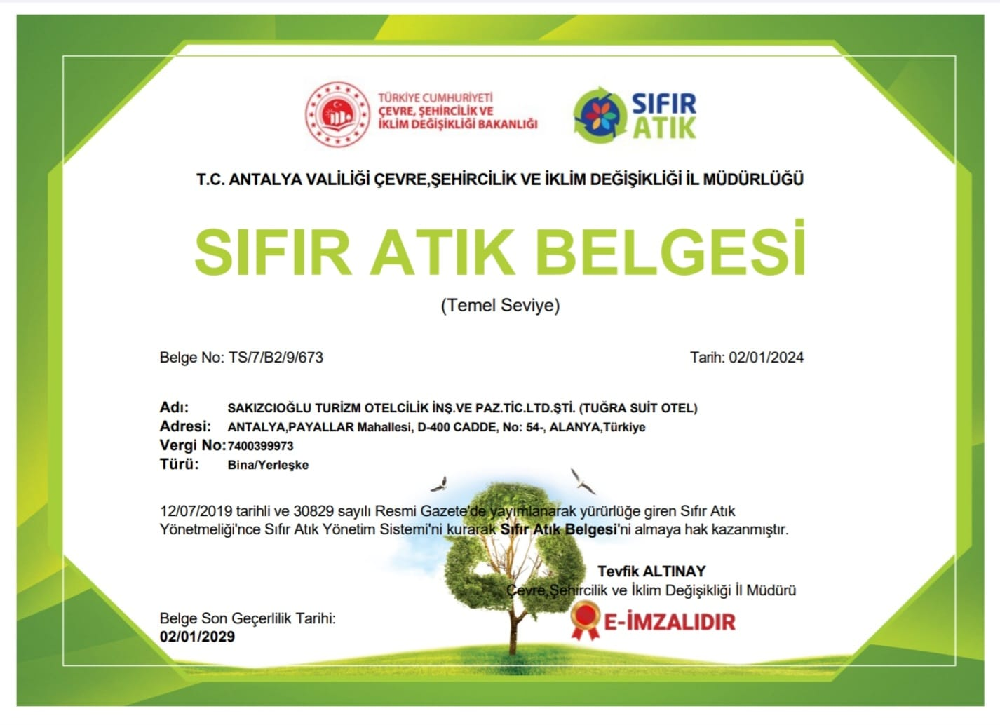 TÜRKİYE CUMHURİYETİ
ÇEVRE, ŞEHİRCİLİK VE
İKLİM DEĞİŞİKLİĞİ BAKANLIĞI
SIFIR
ATIK
T.C. ANTALYA VALİLİĞİ ÇEVRE,ŞEHİRCİLİK VE İKLİM DEĞİŞİKLİĞİ İL MÜDÜRLÜĞÜ
SIFIR ATIK BELGESİ
(Temel Seviye)
Belge No: TS/7/B2/9/673 Tarih: 02/01/2024
Adı: SAKIZCIOĞLU TURİZM OTELCİLİK İNŞ.VE PAZ.TİC.LTD.ŞTİ. (TUĞRA SUİT OTEL)
Adresi: ANTALYA,PAYALLAR Mahallesi, D-400 CADDE, No: 54-, ALANYA,Türkiye
Vergi No: 7400399973
Türü: Bina/Yerleşke
12/07/2019 tarihli ve 30829 sayılı Resmi Gazete'de yayımlanarak yürürlüğe giren Sıfır Atık
Yönetmeliği'nce Sıfır Atık Yönetim Sistemi'ni kurarak Sıfır Atık Belgesi'ni almaya hak kazanmıştır.
Tevfik ALTINAY
Çevre,Şehircilik ve İklim Değişikliği İl Müdürü
E-İMZALIDIR
Belge Son Geçerlilik Tarihi:
02/01/2029